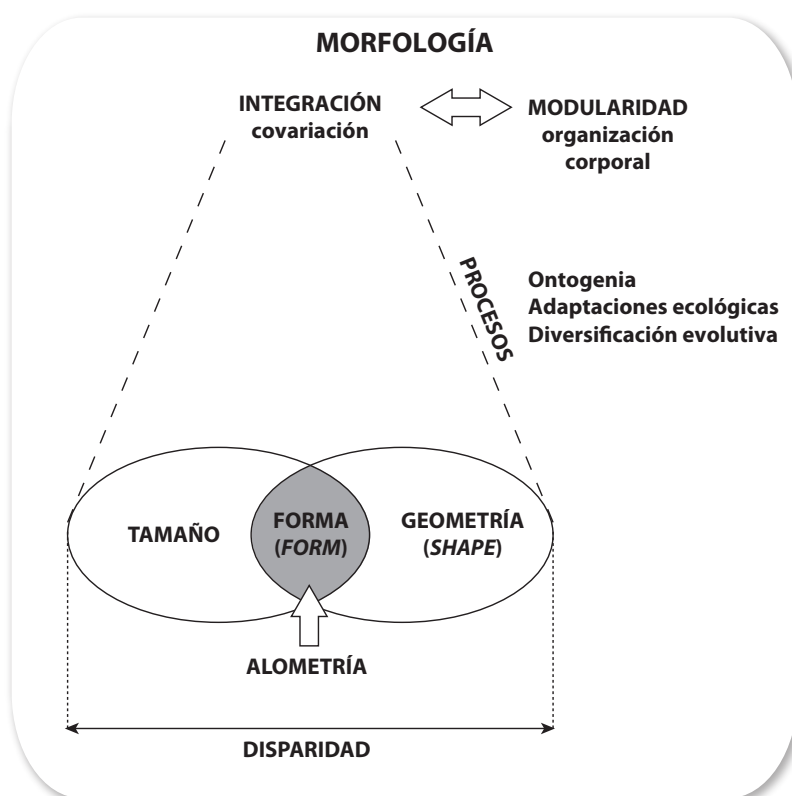 MORFOLOGÍA
INTEGRACIÓN
covariación
MODULARIDAD
organización
corporal
PROCESOS
Ontogenia
Adaptaciones ecológicas
Diversificación evolutiva
TAMAÑO
FORMA
(FORM)
GEOMETRÍA
(SHAPE)
ALOMETRÍA
DISPARIDAD